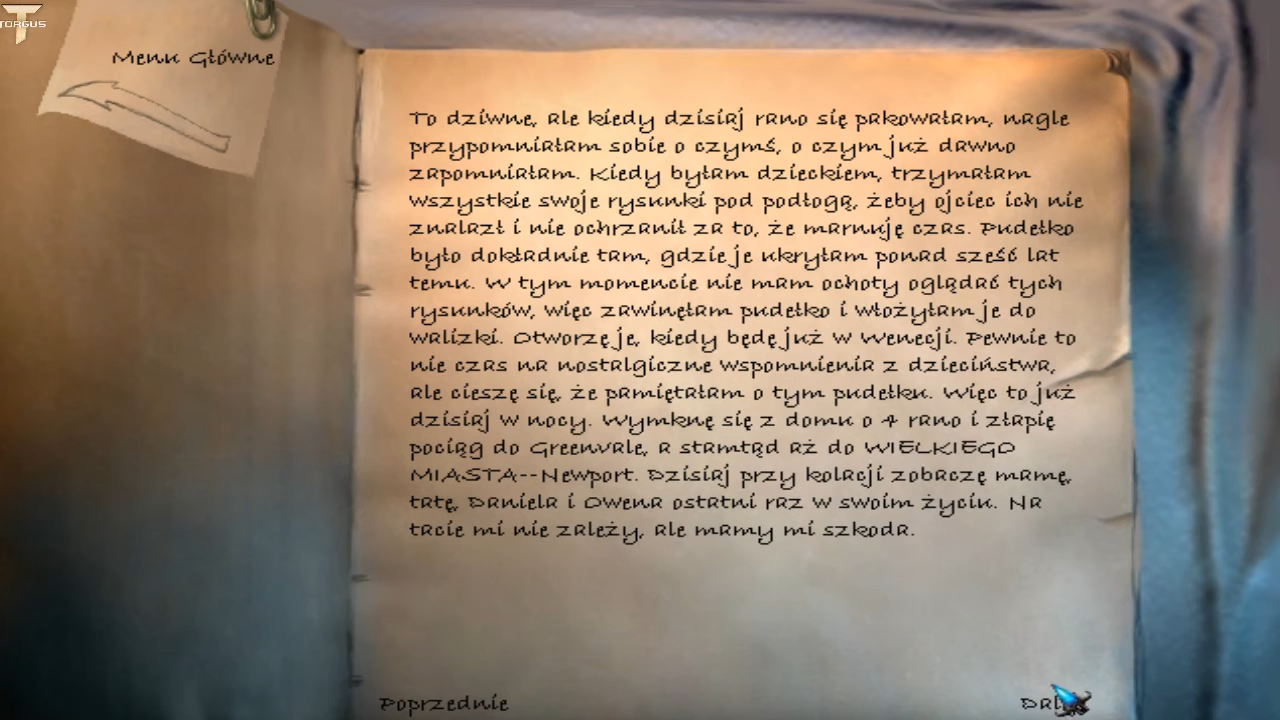 TORGUS
Menu Główne
To dziwne, ale kiedy dzisiaj rano się pakowałam, nagle
przypomniałam sobie o czymś, o czym już dawno
zapomniałam. Kiedy byłam dzieckiem, trzymałam
wszystkie swoje rysunki pod podłogą, żeby ojciec ich nie
znalazł i nie ochrzanił za to, że marnuję czas. Pudełko
było dokładnie tam, gdzie je ukryłam ponad sześć lat
temu. W tym momencie nie mam ochoty oglądać tych
rysunków, więc zawinęłam pudełko i włożyłam je do
walizki. Otworzę je, kiedy będę już w Wenecji. Pewnie to
nie czas na nostalgiczne wspomnienia z dzieciństwa,
ale cieszę się, że pamiętałam o tym pudełku. Więc to już
dzisiaj w nocy. Wymknę się z domu o 4 rano i złapię
pociąg do Greenvale, a stamtąd aż do WIELKIEGO
MIASTA--Newport. Dzisiaj przy kolacji zobaczę mamę,
tatę, Daniela i Owena ostatni raz w swoim życiu. Na
tacie mi nie zależy, ale mamy mi szkoda.
Poprzednie